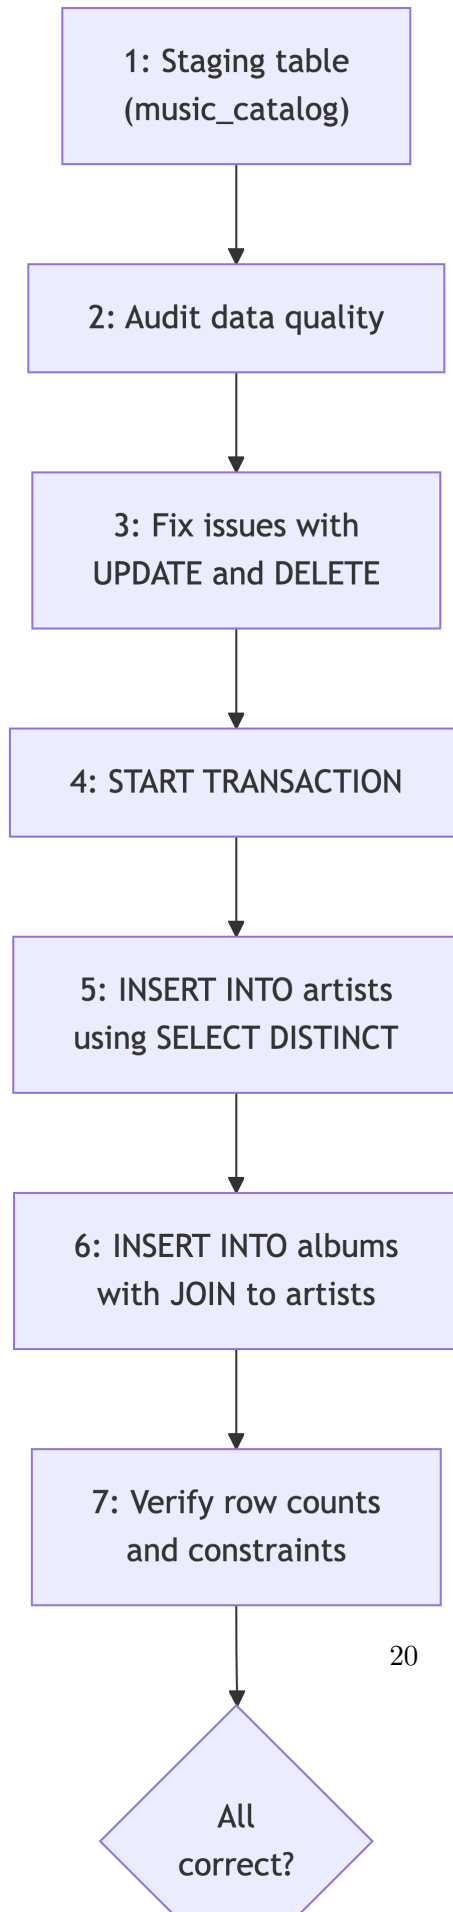 1: Staging table
(music_catalog)
2: Audit data quality
3: Fix issues with
UPDATE and DELETE
4: START TRANSACTION
5: INSERT INTO artists
using SELECT DISTINCT
6: INSERT INTO albums
with JOIN to artists
7: Verify row counts
and constraints
20
All
correct?